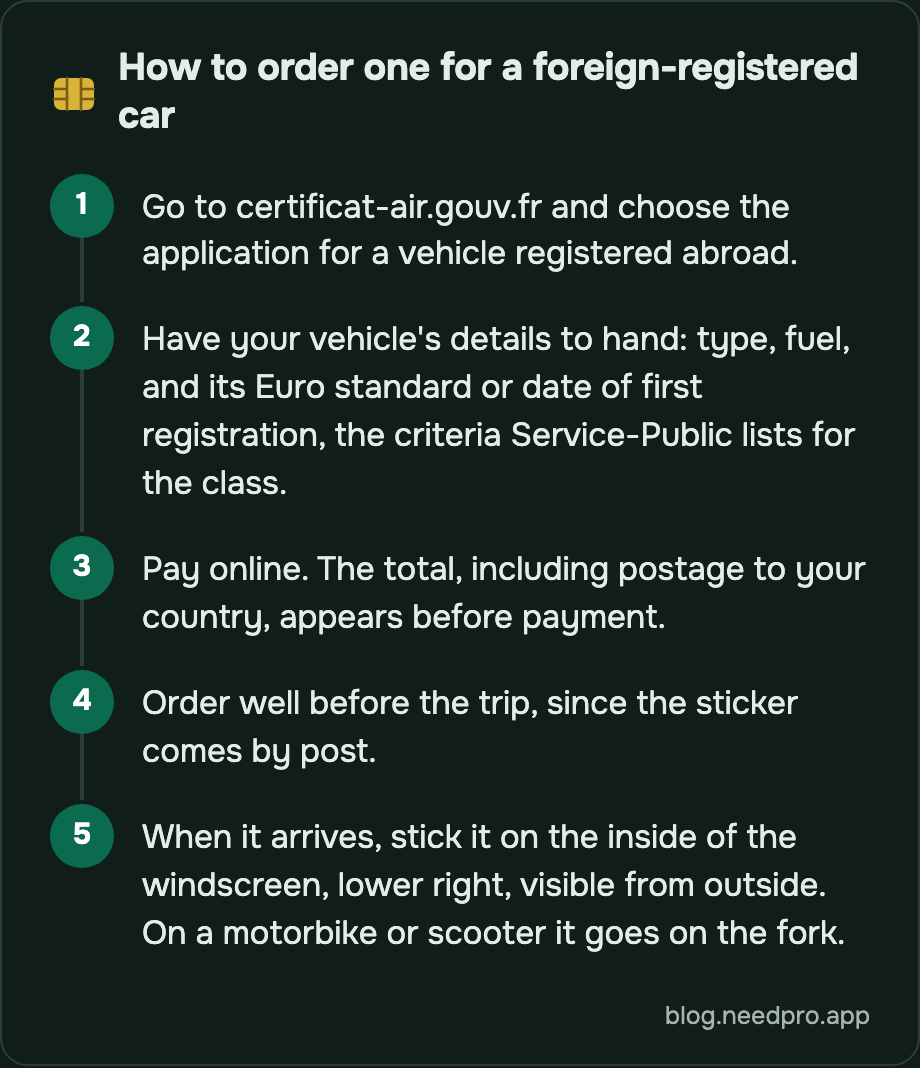 How to order one for a foreign-registered
car
1
Go to certificat-air.gouv.fr and choose the
application for a vehicle registered abroad.
2
Have your vehicle's details to hand: type, fuel,
and its Euro standard or date of first
registration, the criteria Service-Public lists for
the class.
3
Pay online. The total, including postage to your
country, appears before payment.
4
Order well before the trip, since the sticker
comes by post.
5
When it arrives, stick it on the inside of the
windscreen, lower right, visible from outside.
On a motorbike or scooter it goes on the fork.
blog.needpro.app